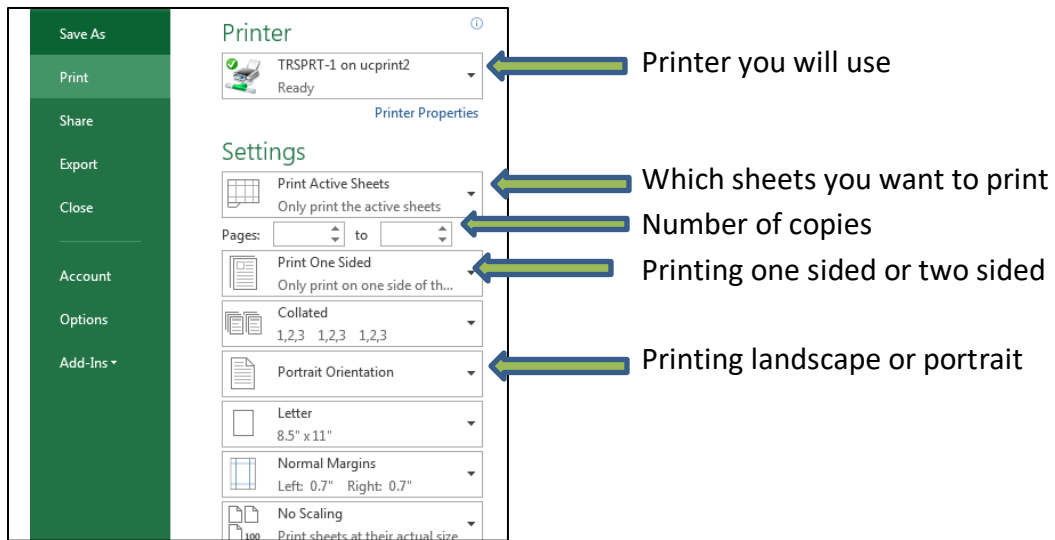 Save As
Print
Share
Export
Close
Account
Options
Add-Ins
Printer
TRSPRT-1 on ucprint2
Ready
Printer Properties
Settings
Print Active Sheets
Only print the active sheets
Pages: to
Print One Sided
Only print on one side of th...
Collated
1,2,3 1,2,3 1,2,3
Portrait Orientation
Letter
8.5" x 11"
Normal Margins
Left: 0.7" Right: 0.7"
No Scaling
100 Print sheets at their actual size
Printer you will use
Which sheets you want to print
Number of copies
Printing one sided or two sided
Printing landscape or portrait